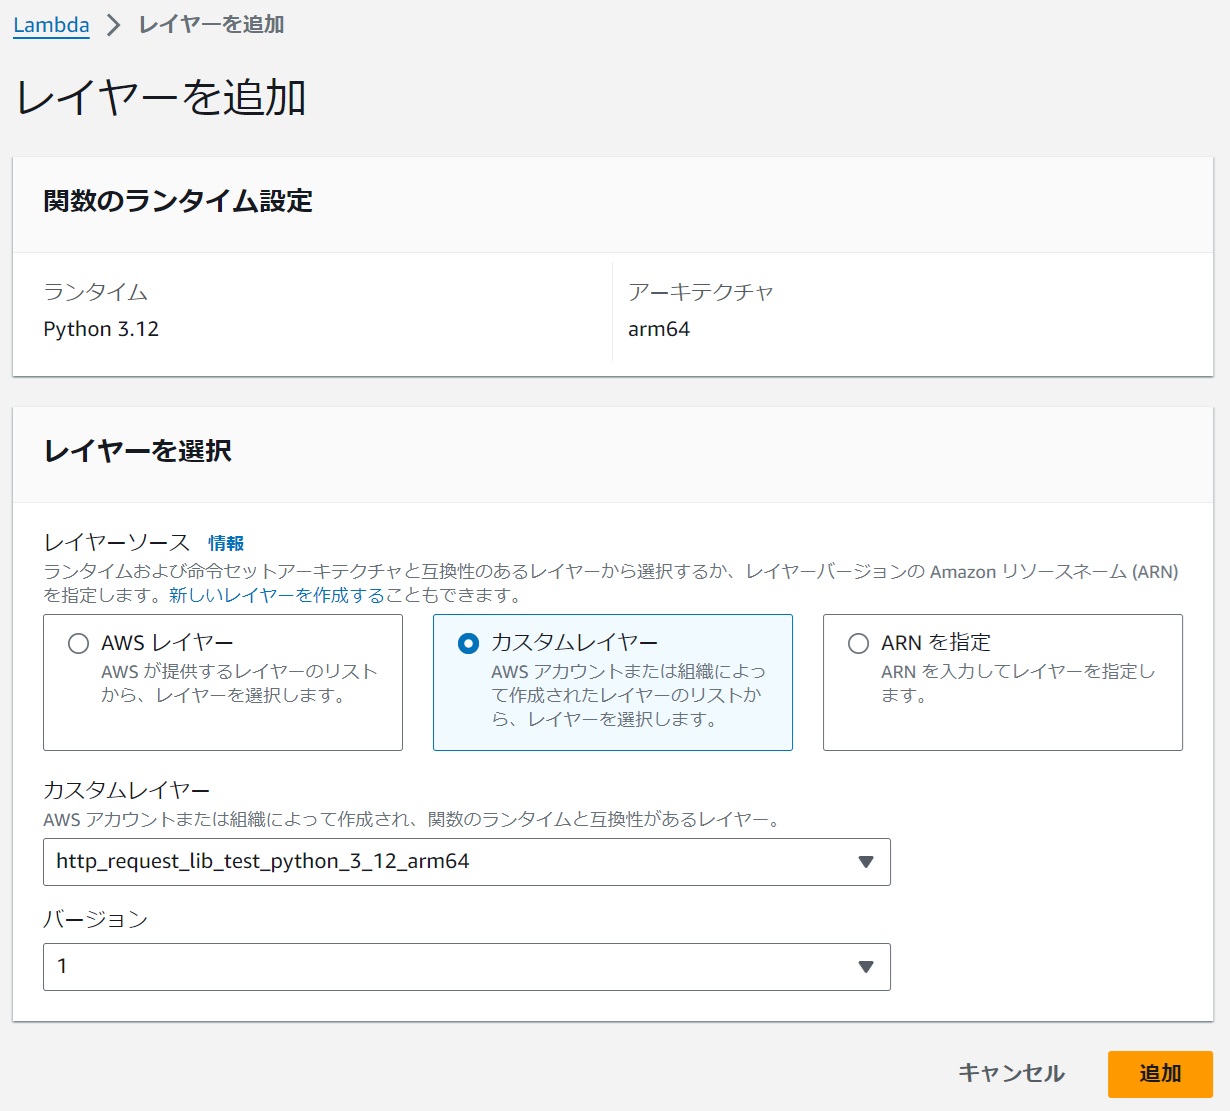 Lambda > レイヤーを追加
レイヤーを追加
関数のランタイム設定
ランタイム
Python 3.12
アーキテクチャ
arm64
レイヤーを選択
レイヤーソース 情報
ランタイムおよび命令セットアーキテクチャと互換性のあるレイヤーから選択するか、レイヤーバージョンの Amazon リソースネーム (ARN)
を指定します。新しいレイヤーを作成することもできます。
AWS レイヤー
AWS が提供するレイヤーのリスト
から、レイヤーを選択します。
カスタムレイヤー
AWS アカウントまたは組織によっ
て作成されたレイヤーのリストか
ら、レイヤーを選択します。
ARN を指定
ARN を入力してレイヤーを指定し
ます。
カスタムレイヤー
AWS アカウントまたは組織によって作成され、関数のランタイムと互換性があるレイヤー。
http_request_lib_test_python_3_12_arm64
バージョン
1
キャンセル
追加